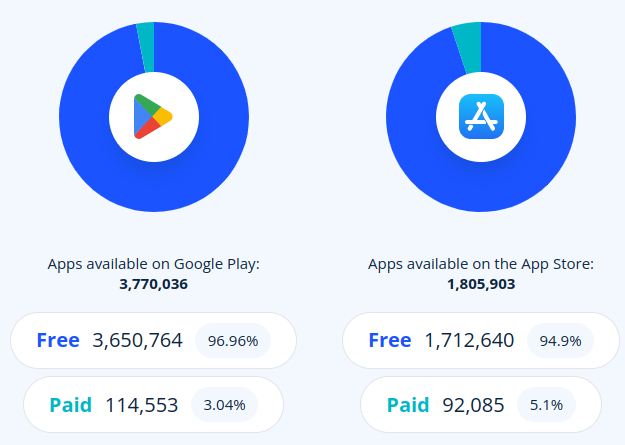 Apps available on Google Play:
3,770,036
Free 3,650,764 96.96%
Paid 114,553 3.04%
Apps available on the App Store:
1,805,903
Free 1,712,640 94.9%
Paid 92,085 5.1%